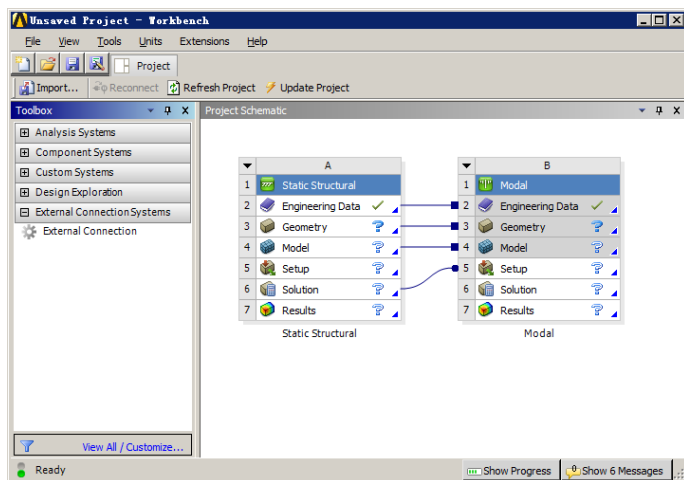 Unsaved Project - Workbench
File View Tools Units Extensions Help
Project
Import... Reconnect Refresh Project Update Project
Toolbox
Project Schematic
Analysis Systems
Component Systems
Custom Systems
Design Exploration
External Connection Systems
External Connection
A
1 Static Structural
2 Engineering Data
3 Geometry
4 Model
5 Setup
6 Solution
7 Results
Static Structural
B
1 Modal
2 Engineering Data
3 Geometry
4 Model
5 Setup
6 Solution
7 Results
Modal
View All / Customize...
Ready
Show Progress
Show 6 Messages